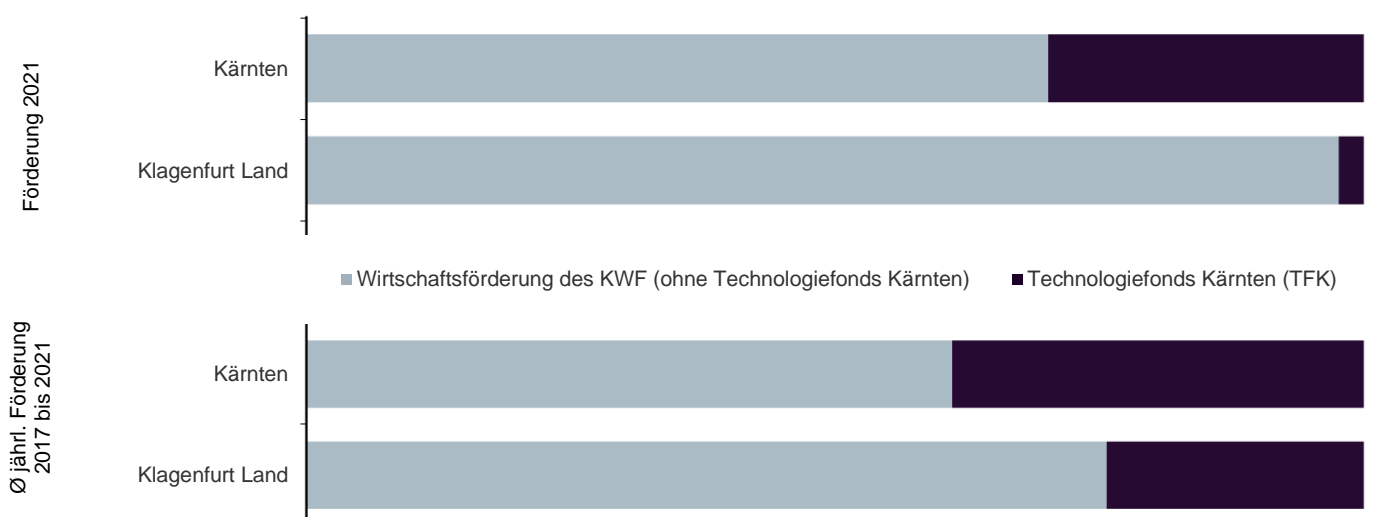 Förderung 2021
Kärnten
Klagenfurt Land
Wirtschaftsförderung des KWF (ohne Technologiefonds Kärnten)
Technologiefonds Kärnten (TFK)
Ø jährl. Förderung
2017 bis 2021
Kärnten
Klagenfurt Land